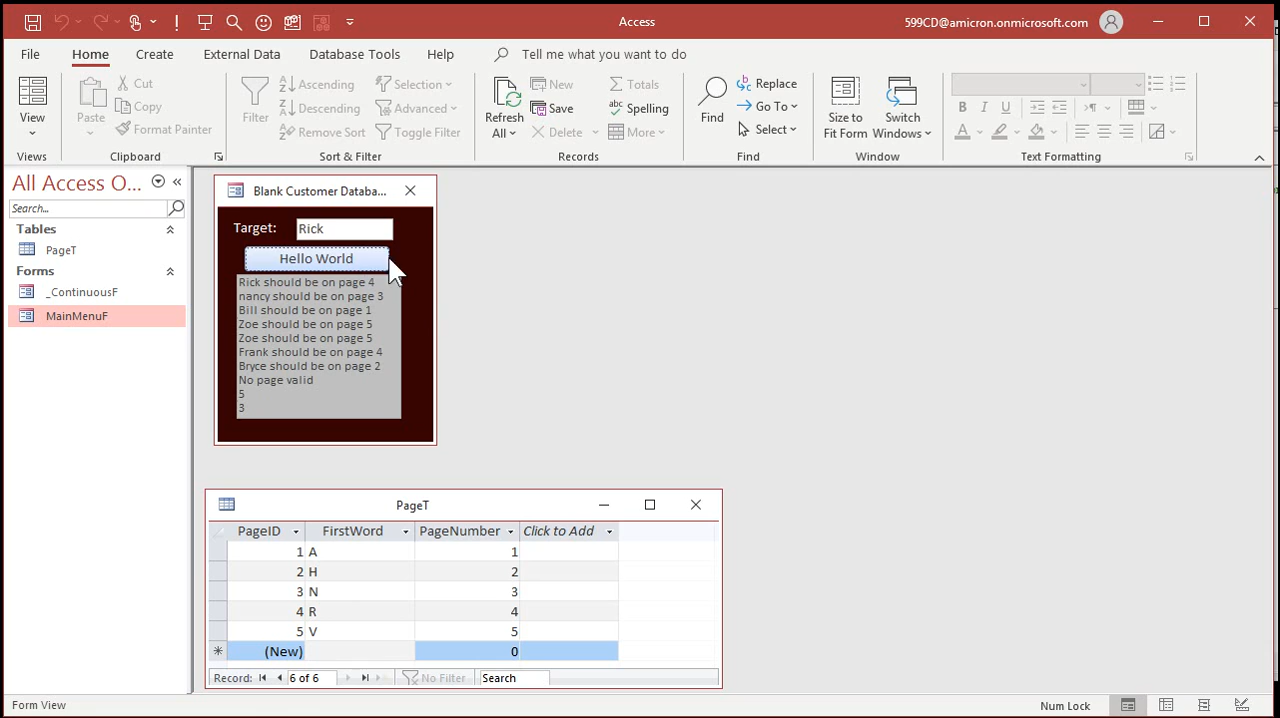 Access
599CD@amicron.onmicrosoft.com
File Home Create External Data Database Tools Help Tell me what you want to do
View
Views
Paste
Cut
Copy
Format Painter
Clipboard
Filter
Ascending
Descending
Remove Sort
Selection
Advanced
Toggle Filter
Sort & Filter
Refresh All
New
Save
Delete
Totals
Spelling
More
Records
Find
Replace
Go To
Select
Find
Size to Fit Form
Switch Windows
Window
B I U
A
Text Formatting
All Access O...
Search...
Tables
PageT
Forms
_ContinuousF
MainMenuF
Blank Customer Databa...
Target: Rick
Hello World
Rick should be on page 4
nancy should be on page 3
Bill should be on page 1
Zoe should be on page 5
Zoe should be on page 5
Frank should be on page 4
Bryce should be on page 2
No page valid
5
3
PageT
PageID FirstWord PageNumber Click to Add
1 A 1
2 H 2
3 N 3
4 R 4
5 V 5
(New) 0
Record: 6 of 6 No Filter Search
Form View
Num Lock